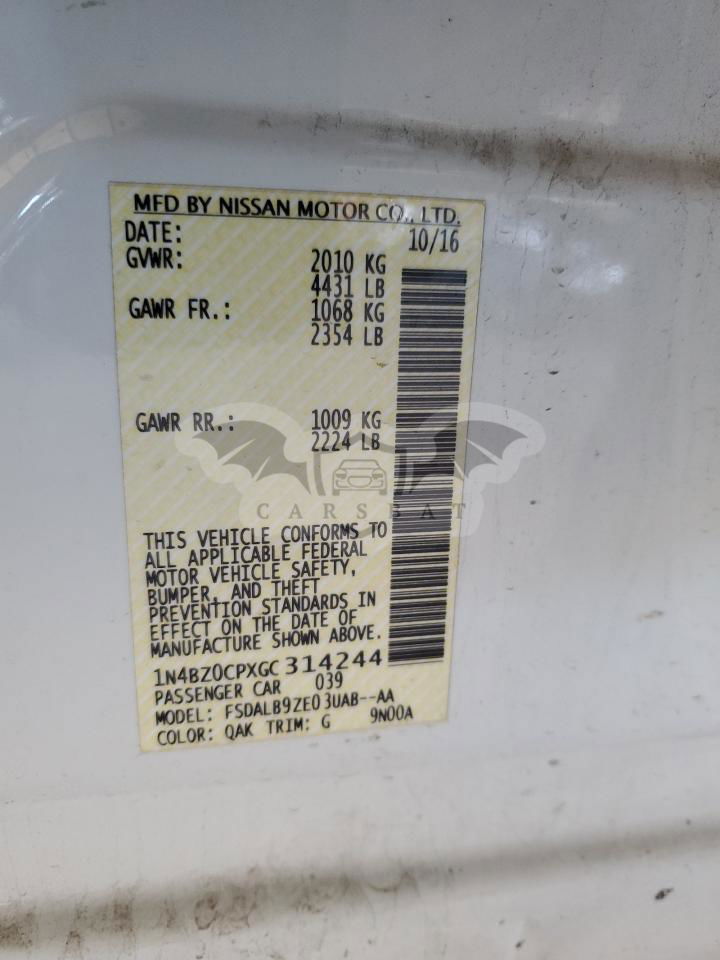 MFD BY NISSAN MOTOR CO., LTD.
DATE: 10/16
GVWR: 2010 KG
4431 LB
GAWR FR.: 1068 KG
2354 LB
GAWR RR.: 1009 KG
2224 LB
CARSBAT
THIS VEHICLE CONFORMS TO
ALL APPLICABLE FEDERAL
MOTOR VEHICLE SAFETY,
BUMPER, AND THEFT
PREVENTION STANDARDS IN
EFFECT ON THE DATE OF
MANUFACTURE SHOWN ABOVE.
1N4BZ0CPXGC314244
PASSENGER CAR 039
MODEL: FSDALB9ZE03UAB--AA
COLOR: QAK TRIM: G 9N00A